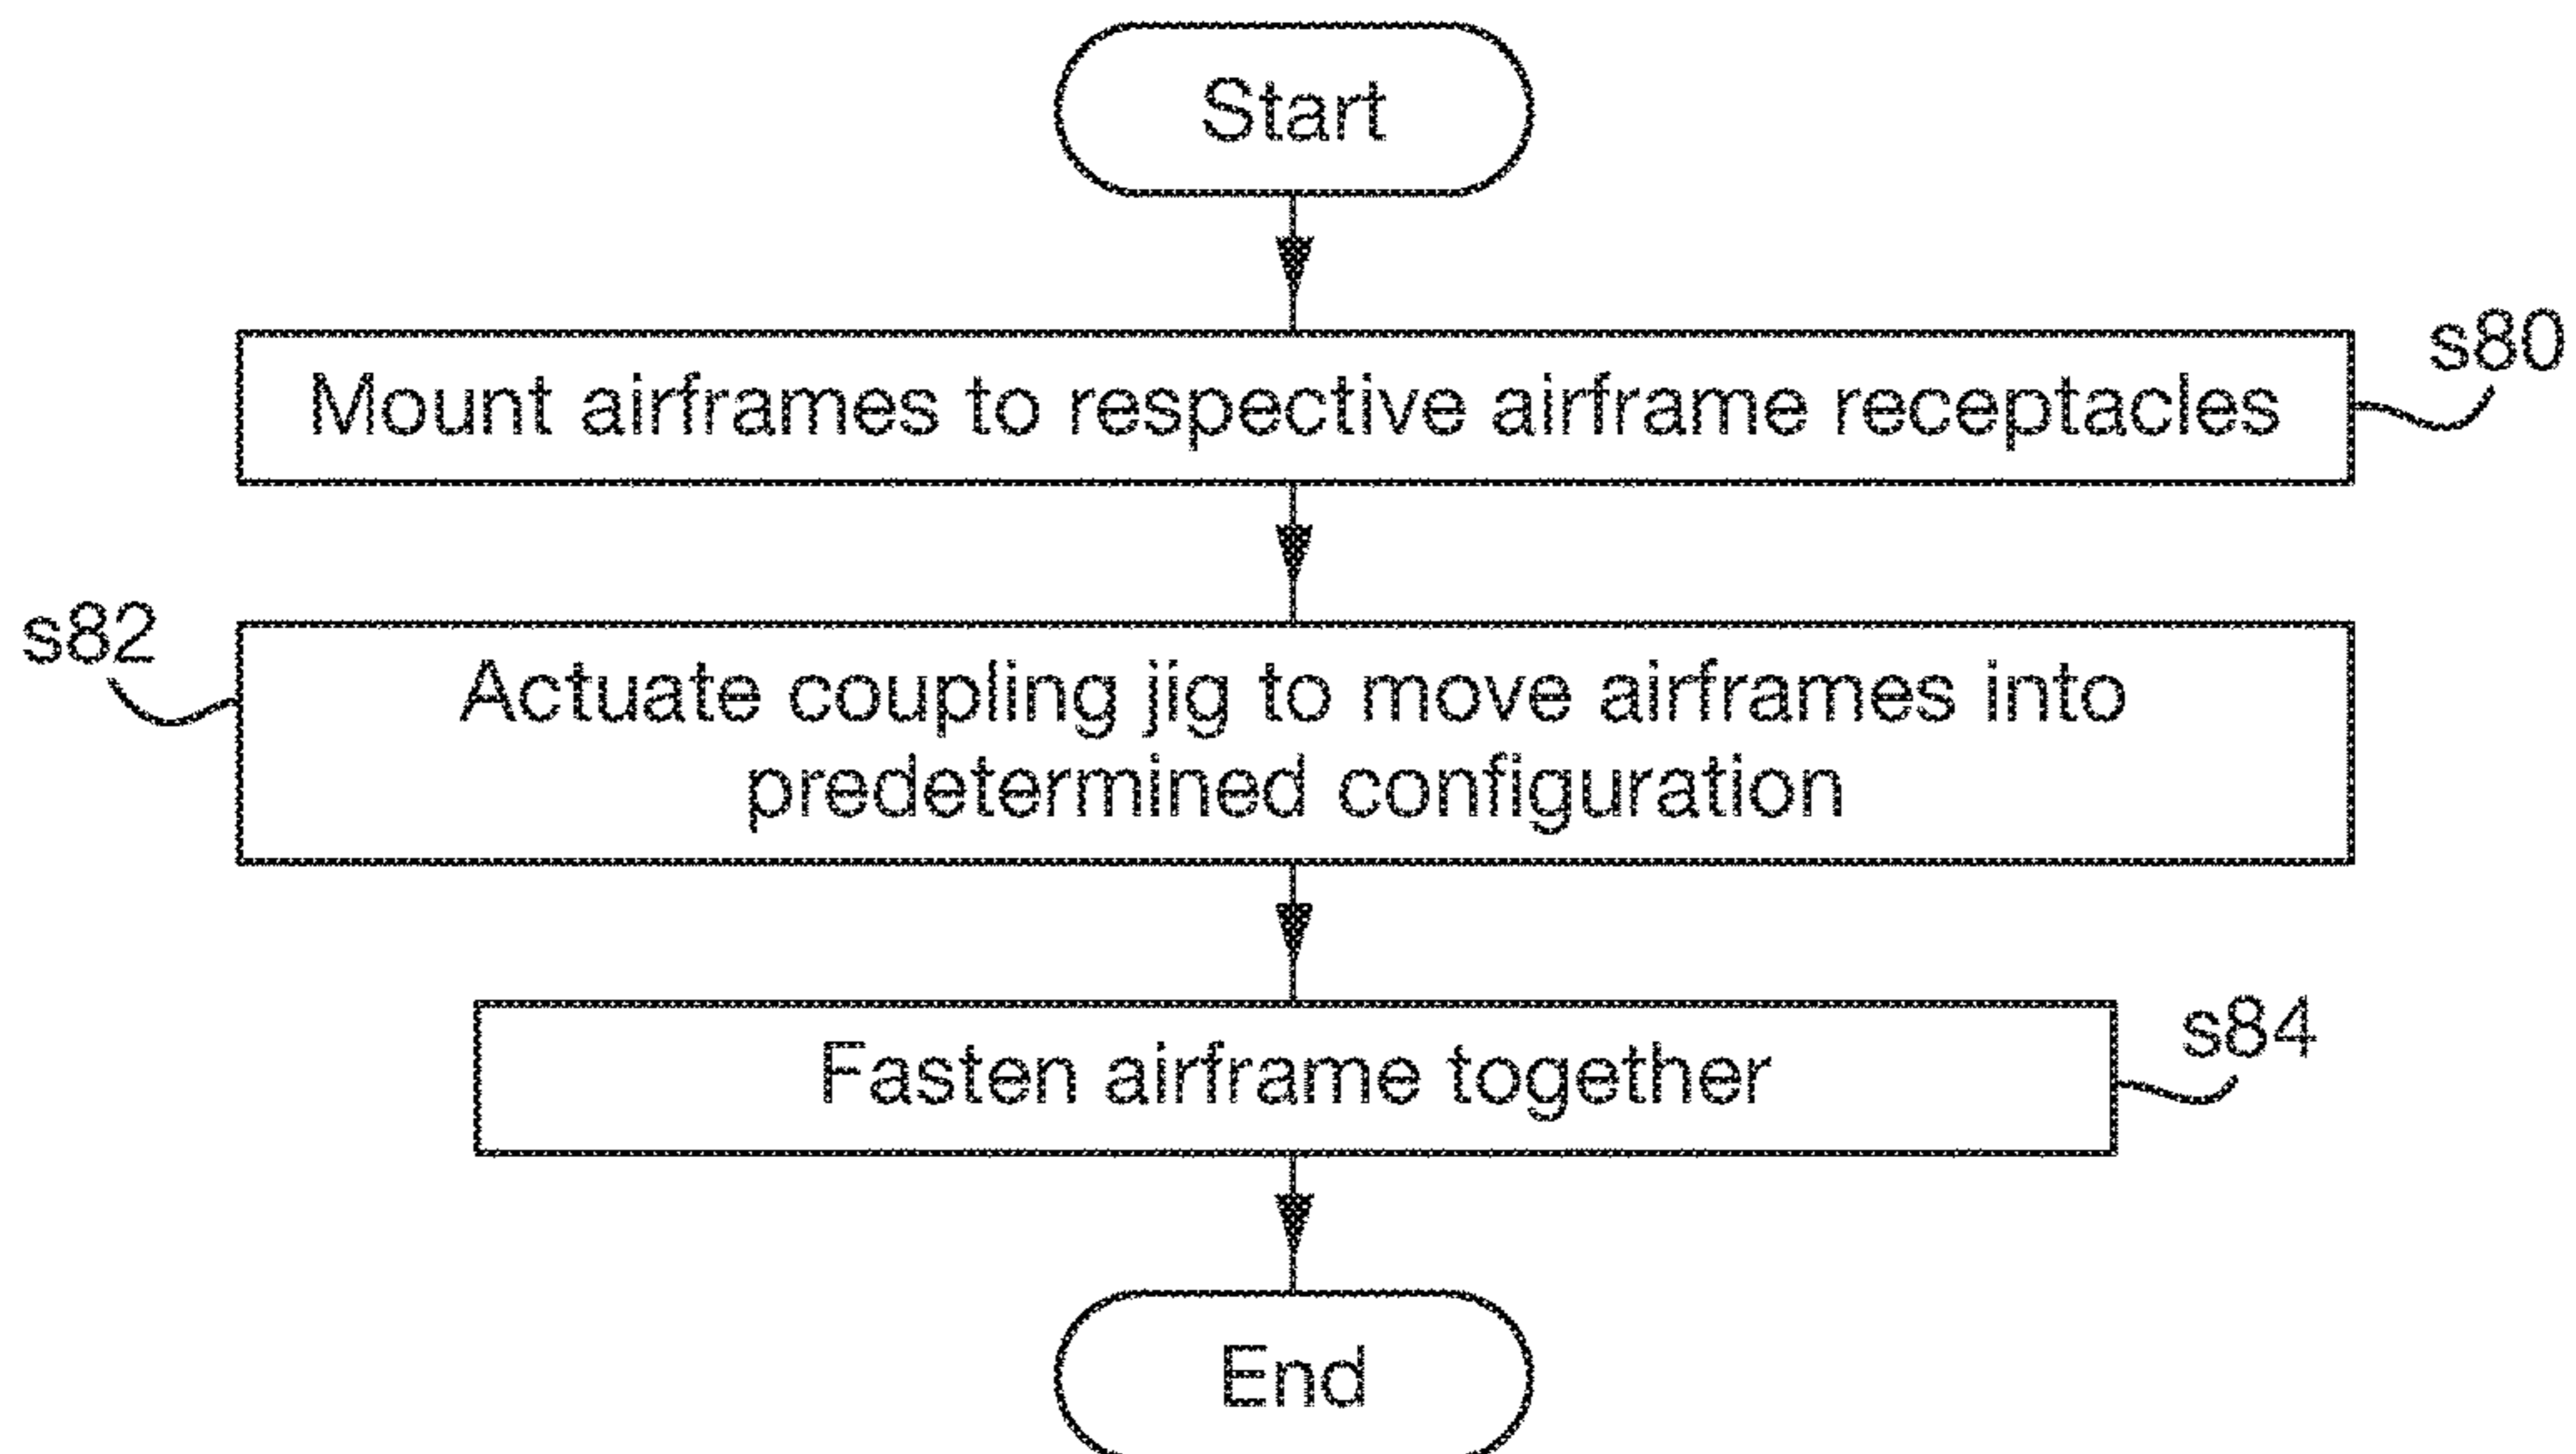 Start
Mount airframes to respective airframe receptacles
s80
s82
Actuate coupling jig to move airframes into
predetermined configuration
Fasten airframe together
s84
End